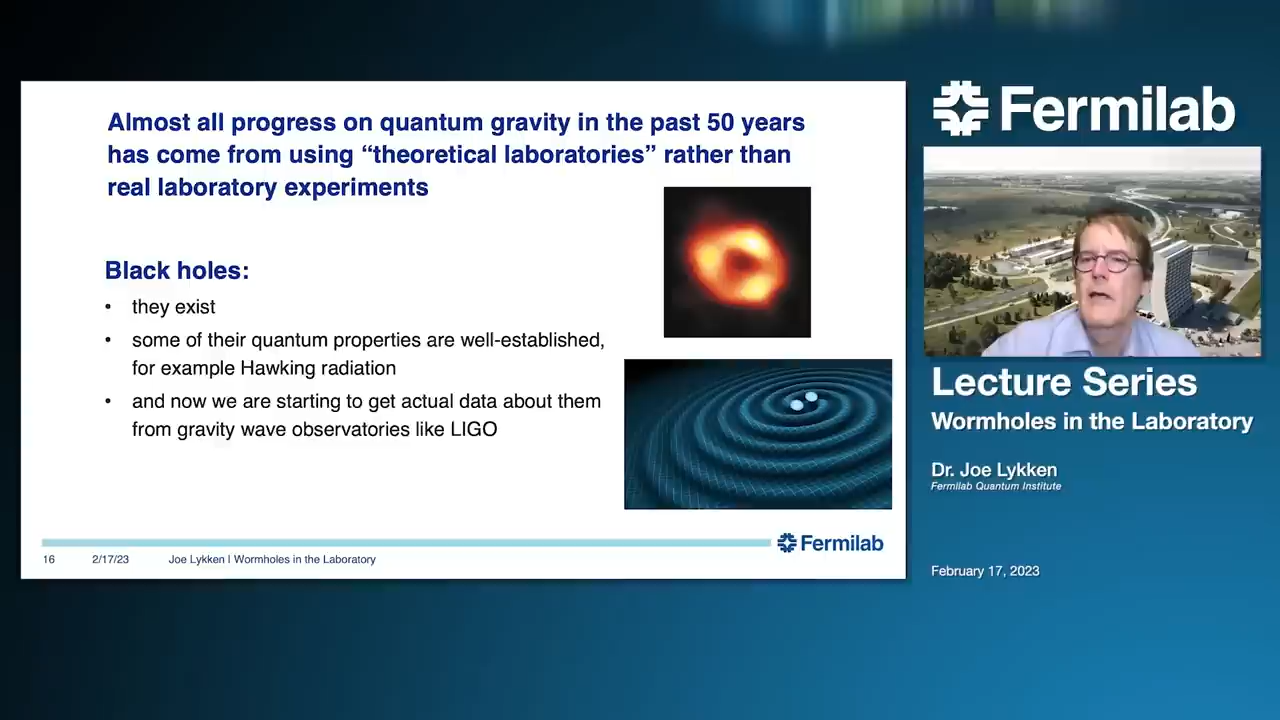 Almost all progress on quantum gravity in the past 50 years
has come from using “theoretical laboratories” rather than
real laboratory experiments
Black holes:
• they exist
• some of their quantum properties are well-established,
for example Hawking radiation
• and now we are starting to get actual data about them
from gravity wave observatories like LIGO
Fermilab
16 2/17/23 Joe Lykken | Wormholes in the Laboratory
Fermilab
Lecture Series
Wormholes in the Laboratory
Dr. Joe Lykken
Fermilab Quantum Institute
February 17, 2023